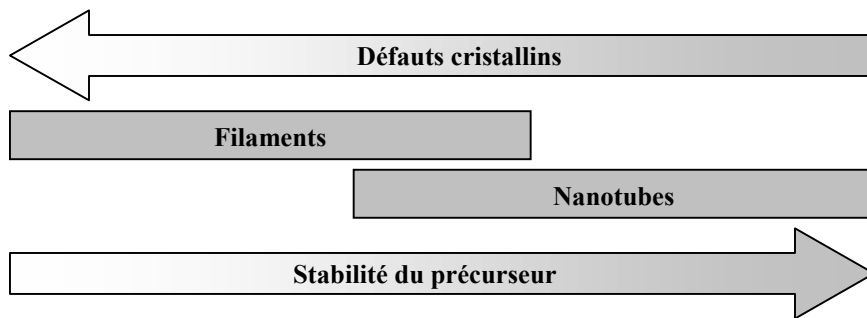 Défauts cristallins
Filaments
Nanotubes
Stabilité du précurseur